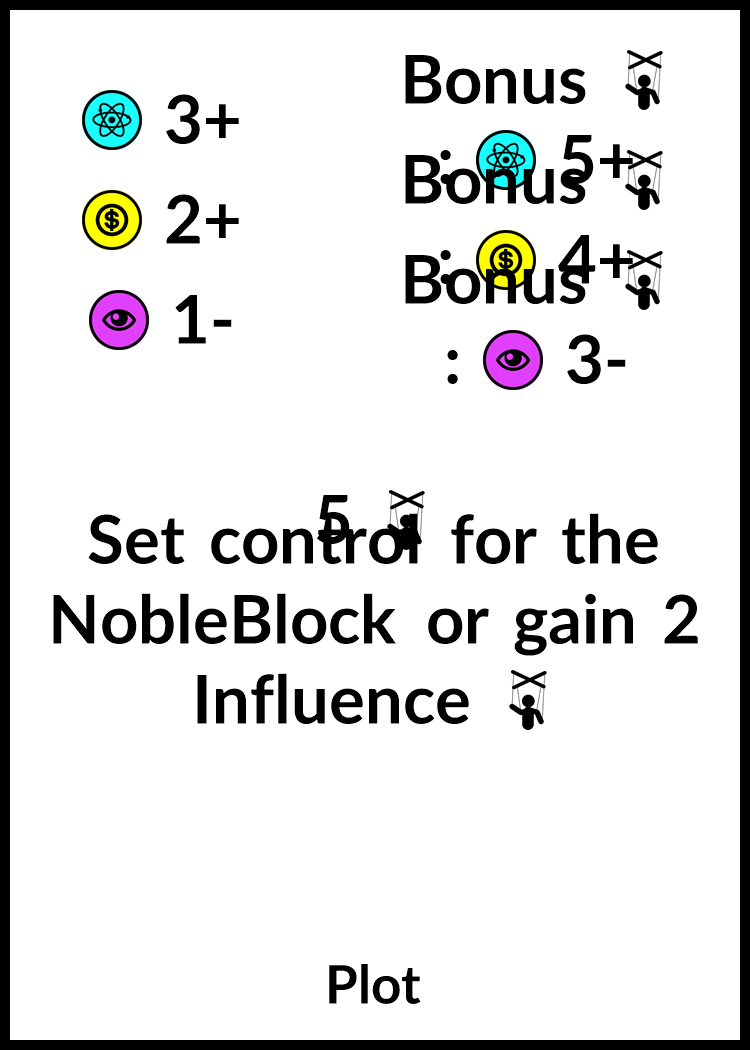 3+
2+
1-
Bonus
: 5+
Bonus
: 4+
Bonus
: 3-
5
Set control for the
NobleBlock or gain 2
Influence
Plot